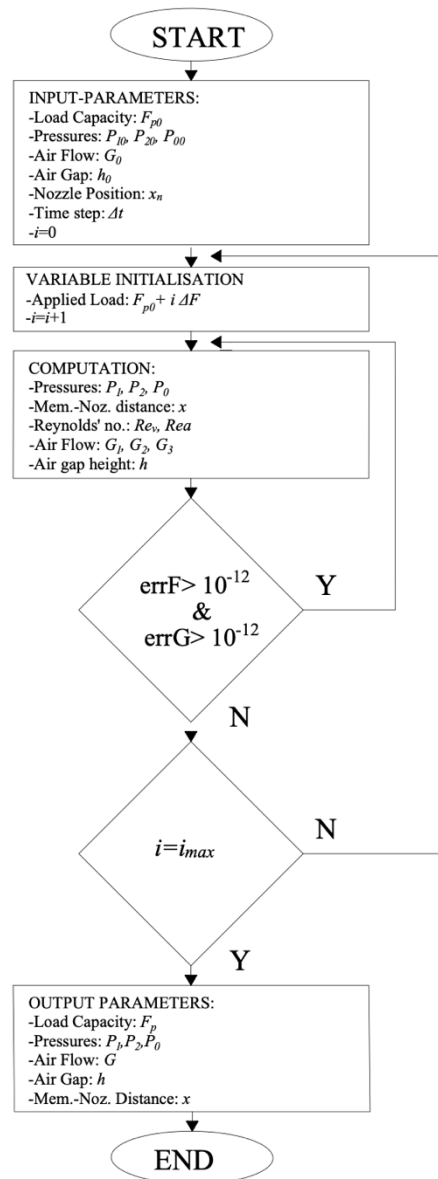 START
INPUT-PARAMETERS:
-Load Capacity: Fp0
-Pressures: P10, P20, P00
-Air Flow: G0
-Air Gap: h0
-Nozzle Position: xn
-Time step: Δt
-i=0
VARIABLE INITIALISATION
-Applied Load: Fp0+ i ΔF
-i=i+1
COMPUTATION:
-Pressures: P1, P2, P0
-Mem.-Noz. distance: x
-Reynolds' no.: Rev, Rea
-Air Flow: G1, G2, G3
-Air gap height: h
errF> 10-12
&
errG> 10-12
Y
N
i=imax
N
Y
OUTPUT PARAMETERS:
-Load Capacity: Fp
-Pressures: P1,P2,P0
-Air Flow: G
-Air Gap: h
-Mem.-Noz. Distance: x
END